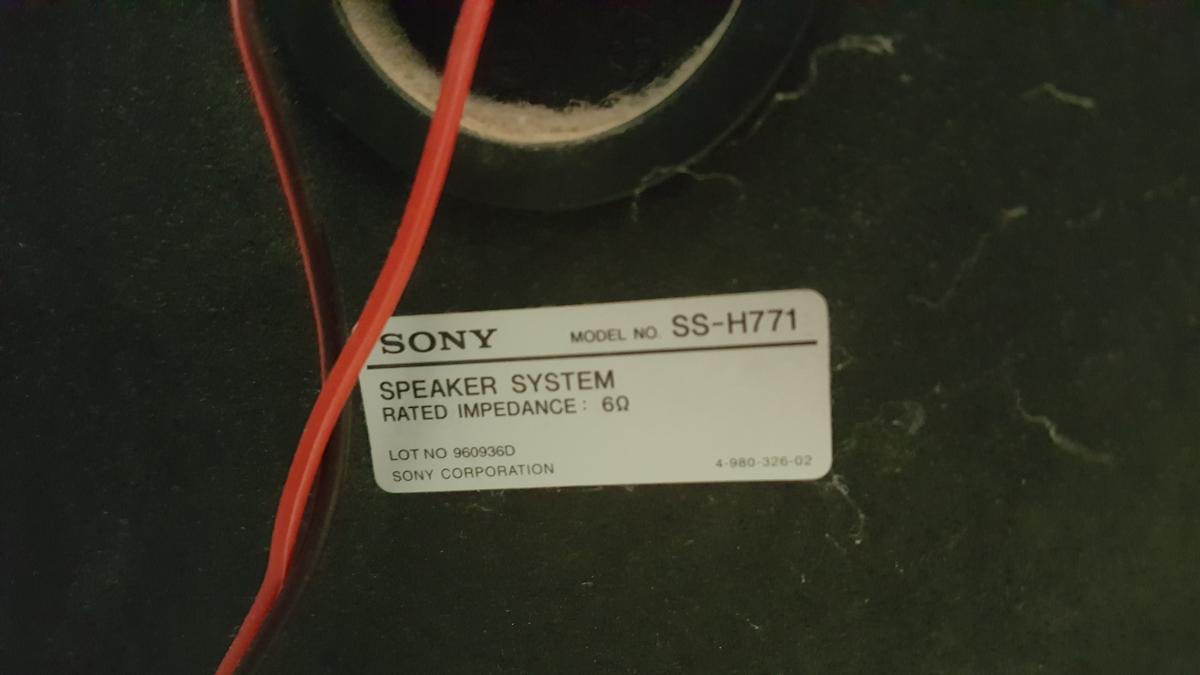 SONY MODEL NO. SS-H771
SPEAKER SYSTEM
RATED IMPEDANCE: 6Ω
LOT NO 960936D
SONY CORPORATION 4-980-326-02